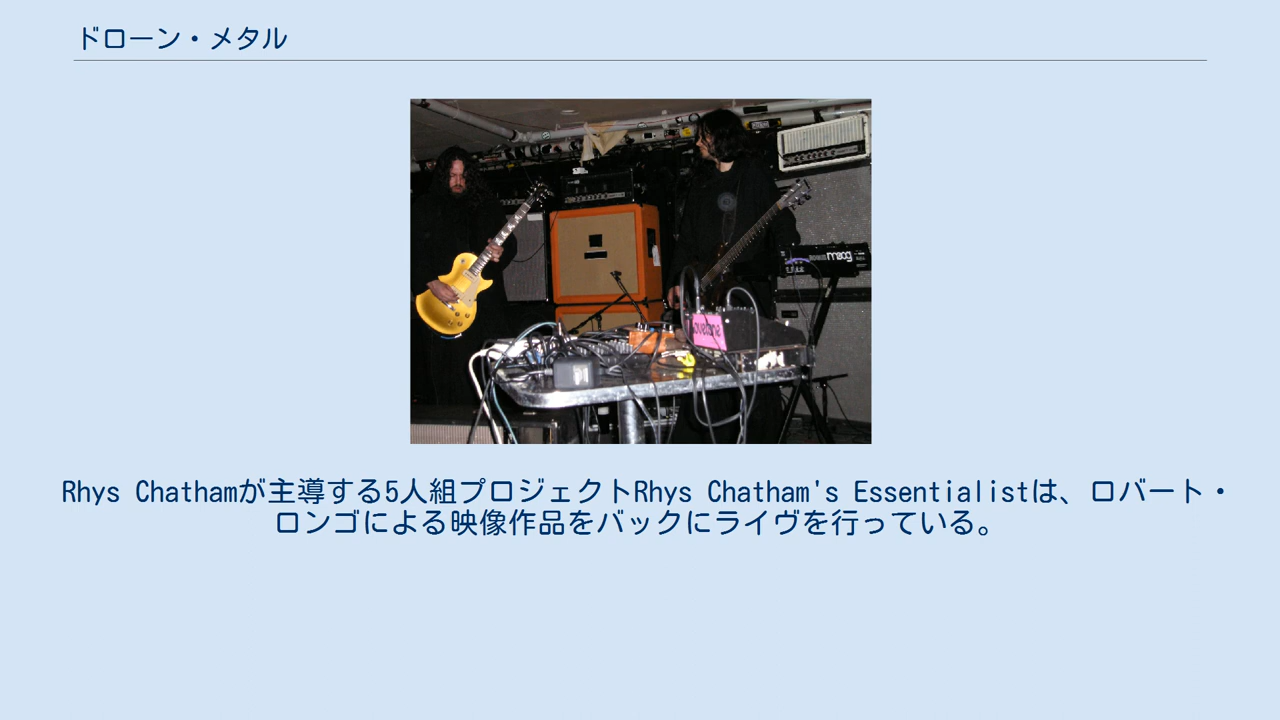 ドローン・メタル
moog
Rhys Chathamが主導する5人組プロジェクトRhys Chatham's Essentialistは、ロバート・
ロンゴによる映像作品をバックにライヴを行っている。